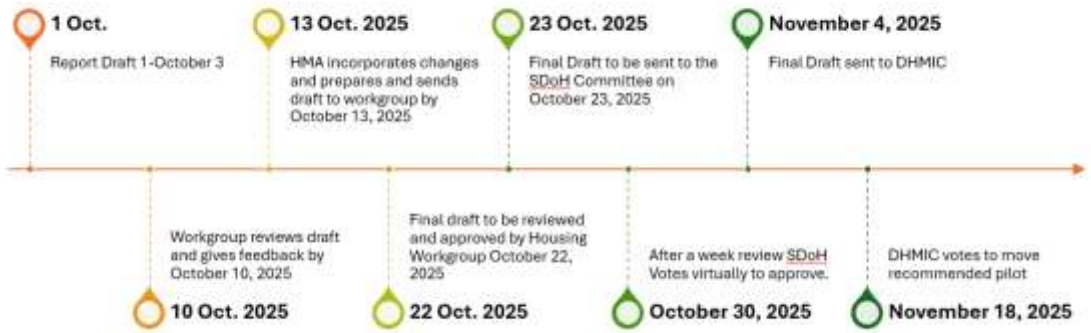 1 Oct.
Report Draft 1-October 3
13 Oct. 2025
HMA incorporates changes
and prepares and sends
draft to workgroup by
October 13, 2025
23 Oct. 2025
Final Draft to be sent to the
SDoH Committee on
October 23, 2025
November 4, 2025
Final Draft sent to DHMIC
Workgroup reviews draft
and gives feedback by
October 10, 2025
10 Oct. 2025
Final draft to be reviewed
and approved by Housing
Workgroup October 22,
2025
22 Oct. 2025
After a week review SDoH
Votes virtually to approve.
October 30, 2025
DHMIC votes to move
recommended pilot
November 18, 2025